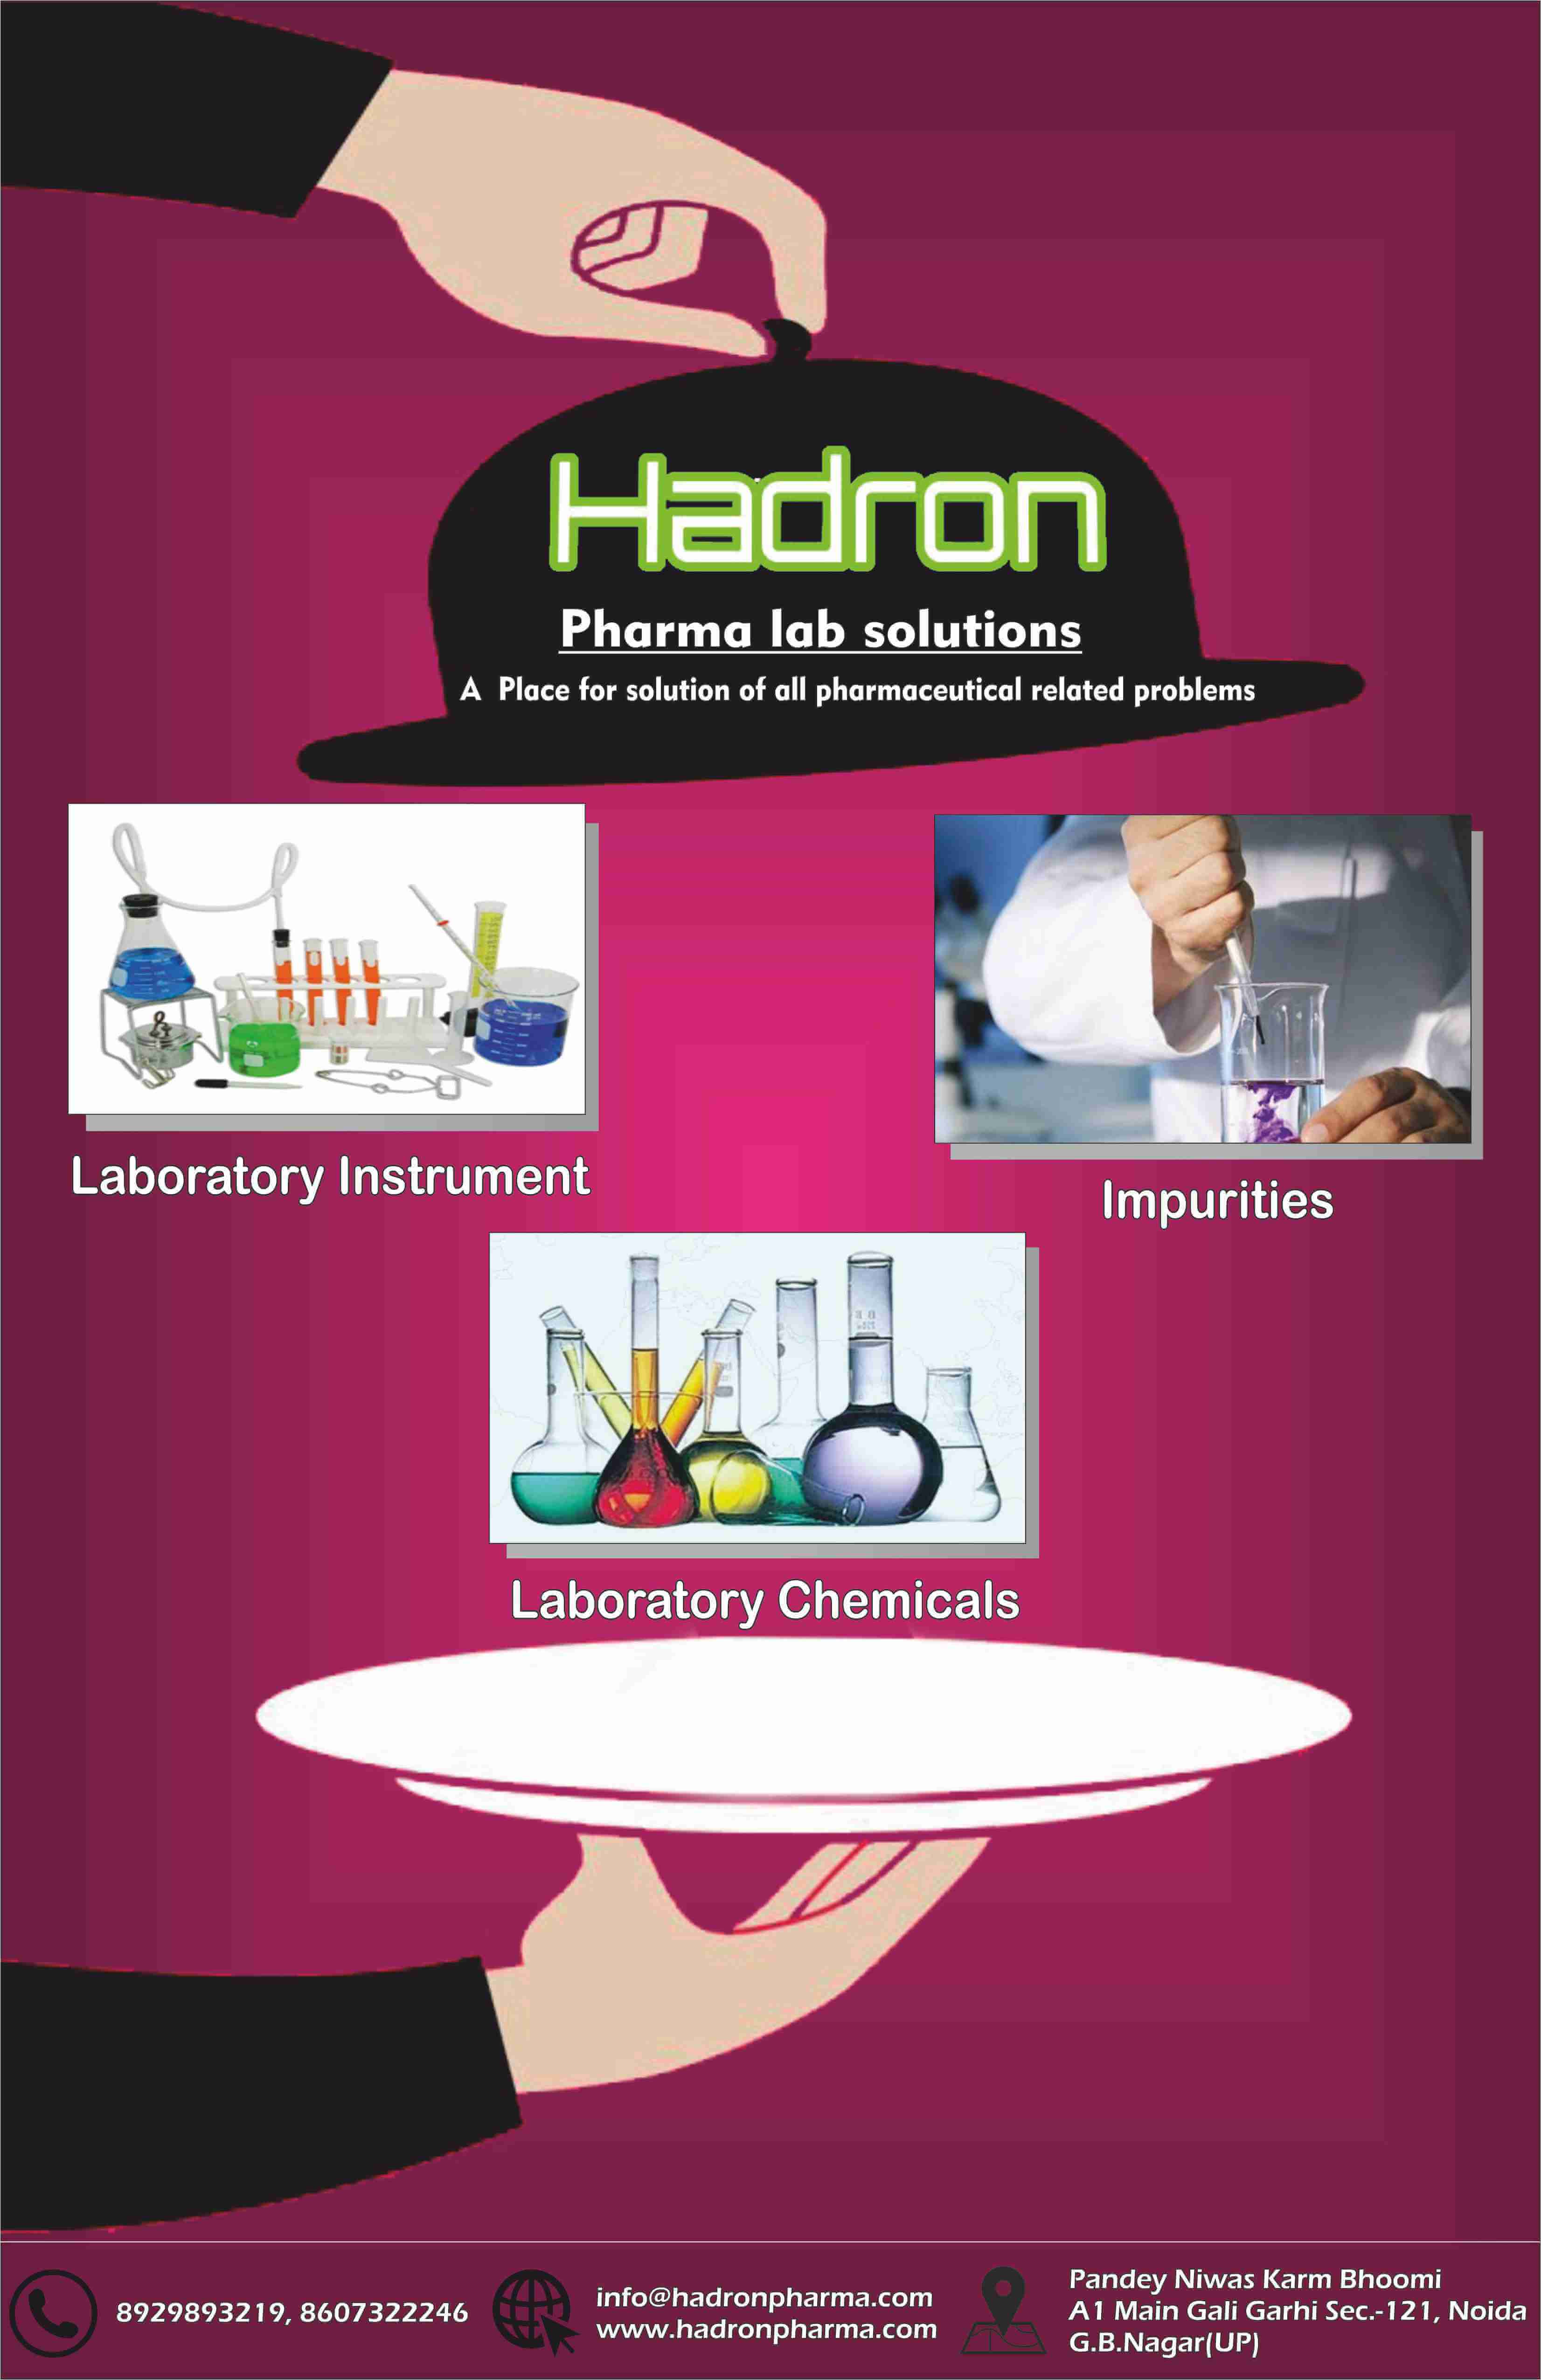 Hadron
Pharma lab solutions
A Place for solution of all pharmaceutical related problems
Laboratory Instrument
Impurities
Laboratory Chemicals
8929893219, 8607322246
info@hadronpharma.com
www.hadronpharma.com
Pandey Niwas Karm Bhoomi
A1 Main Gali Garhi Sec.-121, Noida
G.B.Nagar(UP)